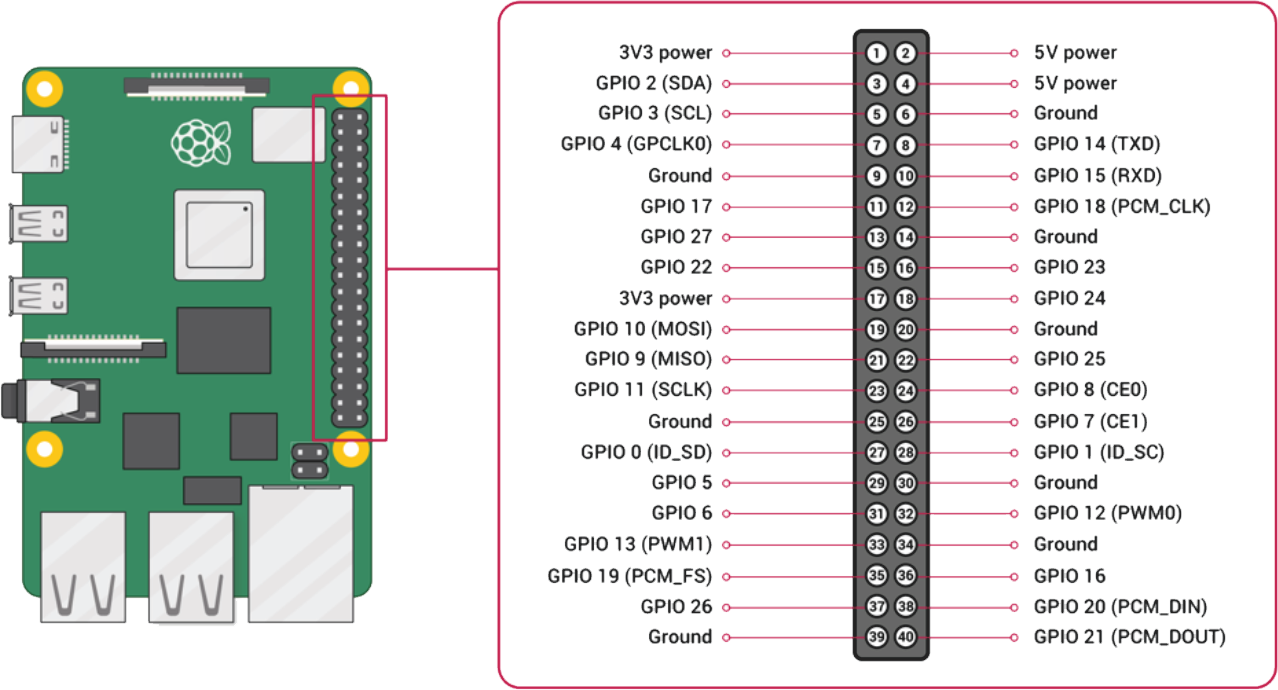 3V3 power 1 2 5V power
GPIO 2 (SDA) 3 4 5V power
GPIO 3 (SCL) 5 6 Ground
GPIO 4 (GPCLK0) 7 8 GPIO 14 (TXD)
Ground 9 10 GPIO 15 (RXD)
GPIO 17 11 12 GPIO 18 (PCM_CLK)
GPIO 27 13 14 Ground
GPIO 22 15 16 GPIO 23
3V3 power 17 18 GPIO 24
GPIO 10 (MOSI) 19 20 Ground
GPIO 9 (MISO) 21 22 GPIO 25
GPIO 11 (SCLK) 23 24 GPIO 8 (CE0)
Ground 25 26 GPIO 7 (CE1)
GPIO 0 (ID_SD) 27 28 GPIO 1 (ID_SC)
GPIO 5 29 30 Ground
GPIO 6 31 32 GPIO 12 (PWM0)
GPIO 13 (PWM1) 33 34 Ground
GPIO 19 (PCM_FS) 35 36 GPIO 16
GPIO 26 37 38 GPIO 20 (PCM_DIN)
Ground 39 40 GPIO 21 (PCM_DOUT)